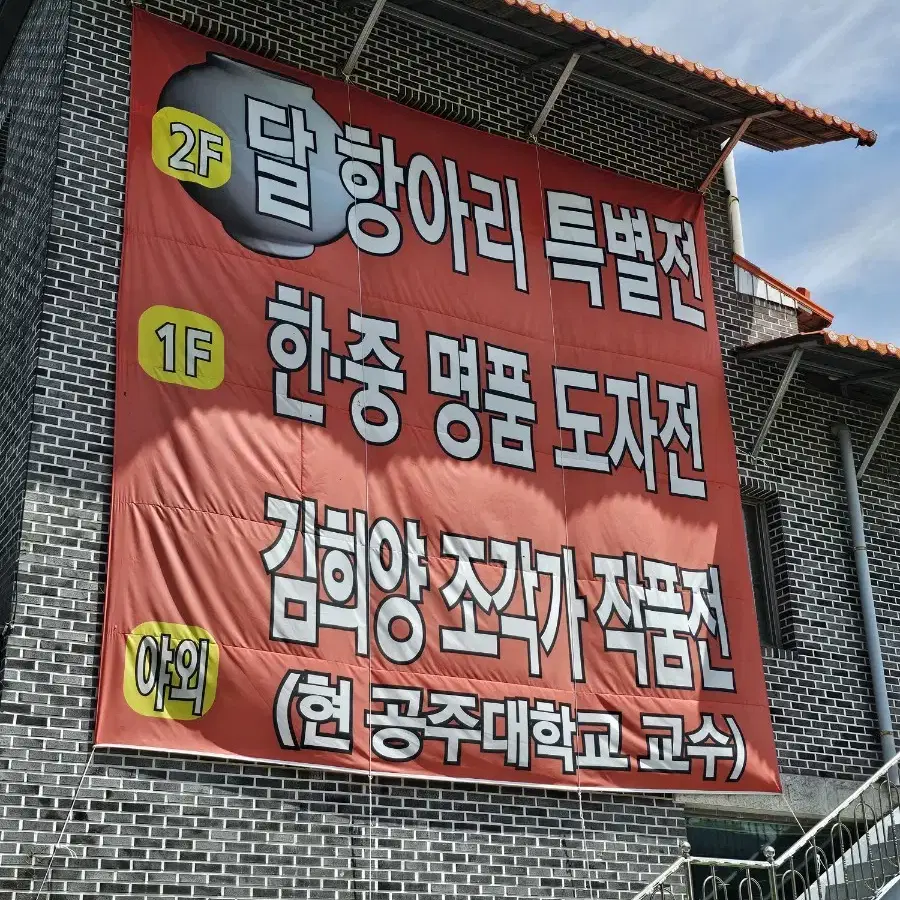 2F 달 항아리 특별전
1F 한·중 명품 도자전
김희양 조각가 작품전
야외 (현 공주대학교 교수)